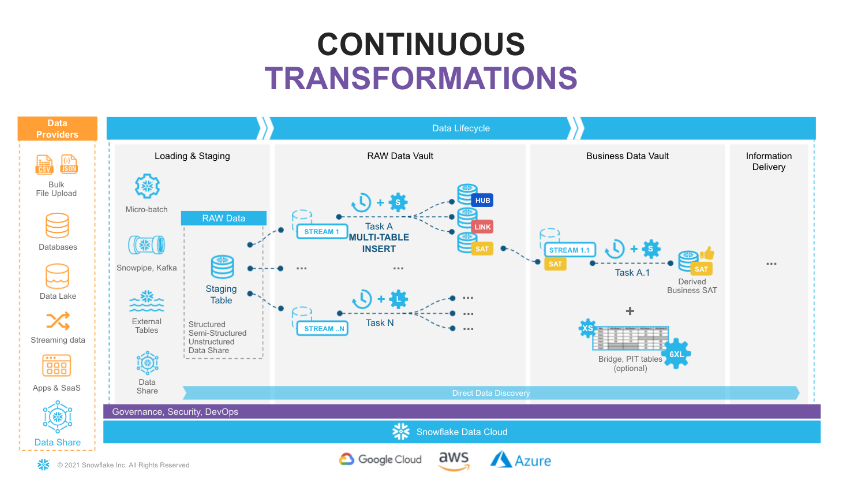 CONTINUOUS
TRANSFORMATIONS
Data
Providers
Data Lifecycle
CSV
JSON
Bulk
File Upload
Databases
Data Lake
Streaming data
Apps & SaaS
Data Share
Loading & Staging
Micro-batch
Snowpipe, Kafka
External
Tables
Data
Share
RAW Data
Staging
Table
Structured
Semi-Structured
Unstructured
Data Share
RAW Data Vault
STREAM 1
+
S
Task A
MULTI-TABLE
INSERT
HUB
LINK
SAT
...
...
STREAM ..N
+
L
Task N
...
...
...
Business Data Vault
STREAM 1.1
SAT
+
S
Task A.1
SAT
Derived
Business SAT
+
XS
6XL
Bridge, PIT tables
(optional)
Information
Delivery
...
Direct Data Discovery
Governance, Security, DevOps
Snowflake Data Cloud
© 2021 Snowflake Inc. All Rights Reserved
Google Cloud
aws
Azure